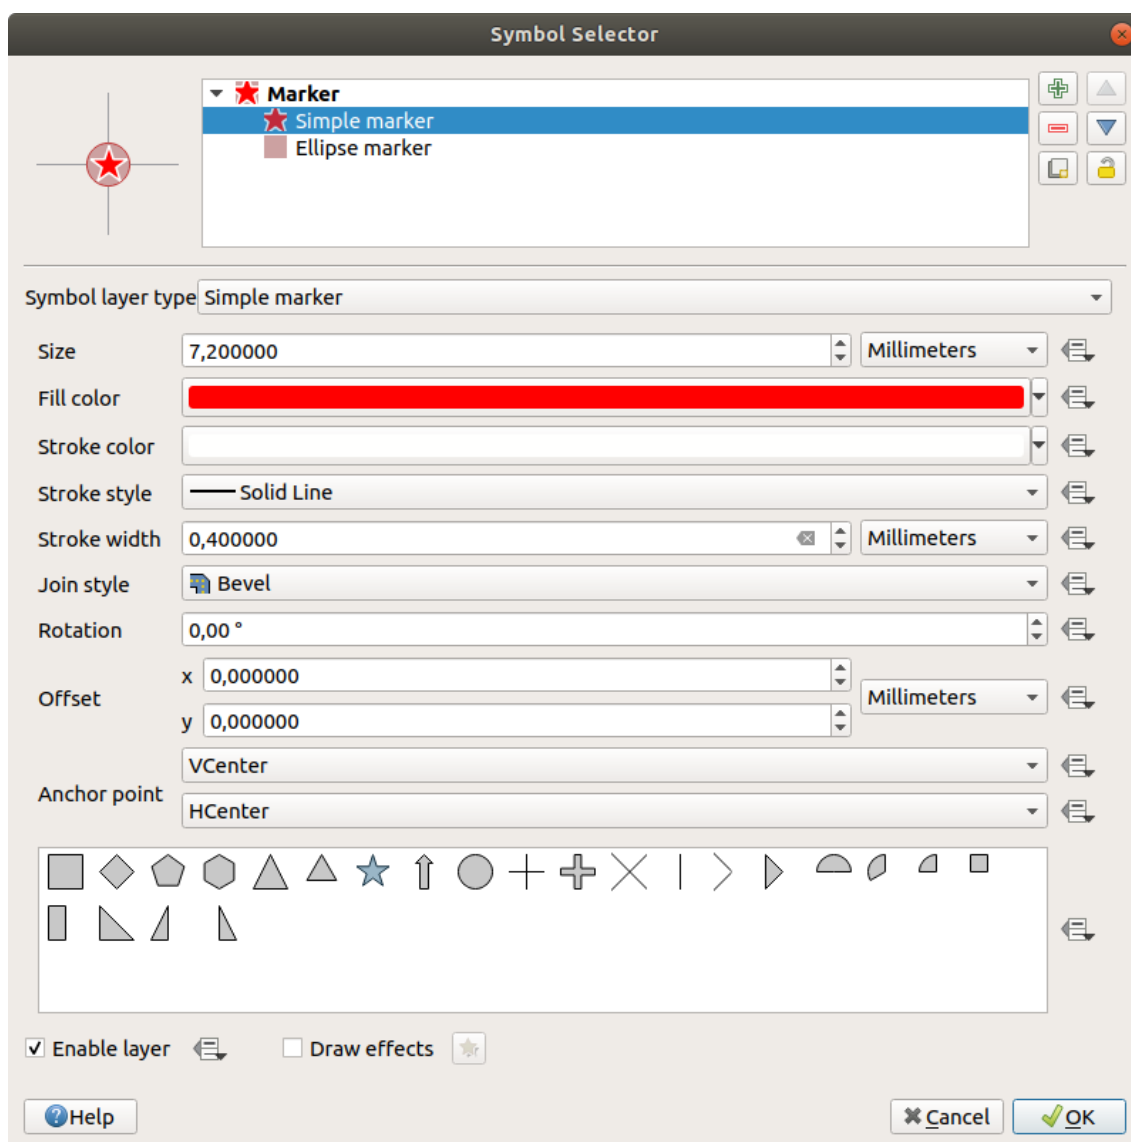 Symbol Selector
Marker
Simple marker
Ellipse marker
Symbol layer type Simple marker
Size 7,200000 Millimeters
Fill color
Stroke color
Stroke style Solid Line
Stroke width 0,400000 Millimeters
Join style Bevel
Rotation 0,00 °
x 0,000000
Offset Millimeters
y 0,000000
VCenter
Anchor point
HCenter
Enable layer Draw effects
Help Cancel OK